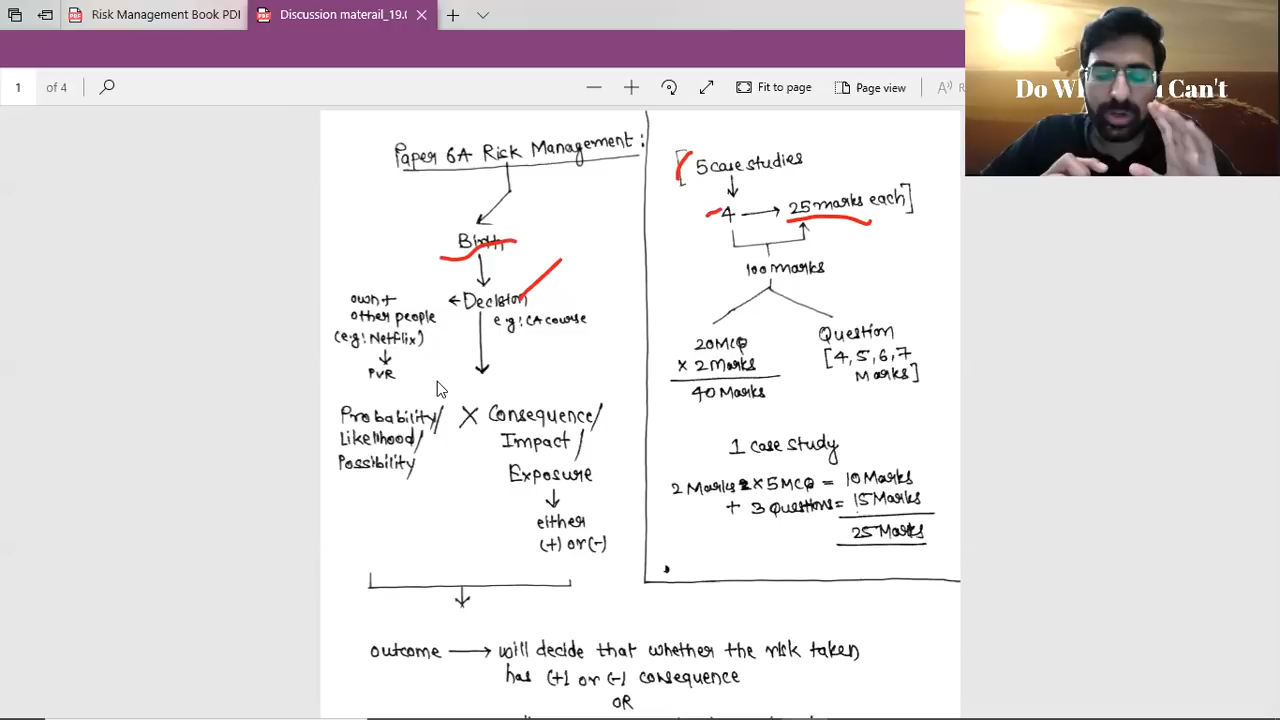 Risk Management Book PDI
Discussion materail_19.0
1 of 4
Fit to page
Page view
Do W
Can't
Paper 6A Risk Management :
Birth
Decision
e.g: CA course
own +
other people
(e.g: Netflix)
PVR
Probability/
Likelihood/
Possibility
X
Consequence/
Impact /
Exposure
either
(+) or (-)
[5 case studies
4 → 25 marks each]
100 marks
20 MCQ
x 2 Marks
40 Marks
Question
[4, 5, 6, 7
Marks]
1 case study
2 Marks x 5 MCQ = 10 Marks
+ 3 Questions = 15 Marks
25 Marks
outcome → will decide that whether the risk taken
has (+) or (-) consequence
OR